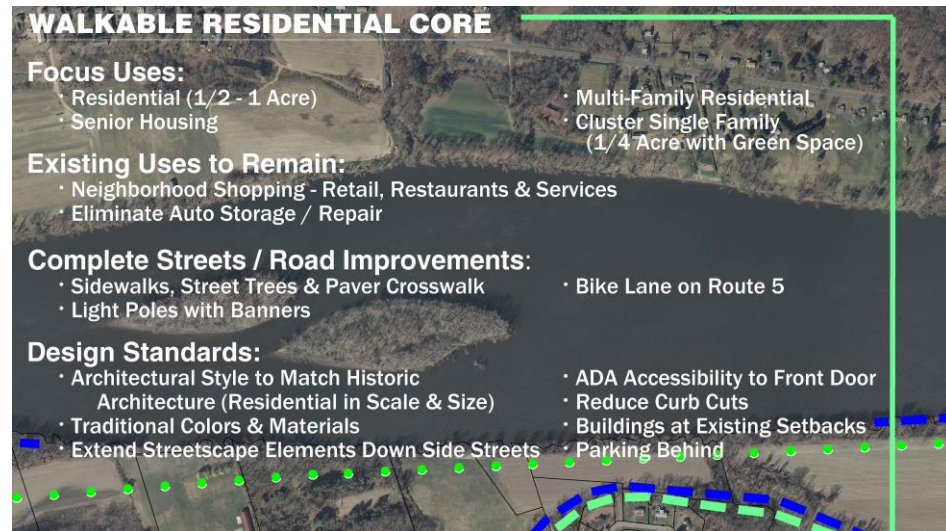 WALKABLE RESIDENTIAL CORE
Focus Uses:
· Residential (1/2 - 1 Acre)
· Senior Housing
· Multi-Family Residential
· Cluster Single Family
(1/4 Acre with Green Space)
Existing Uses to Remain:
· Neighborhood Shopping - Retail, Restaurants & Services
· Eliminate Auto Storage / Repair
Complete Streets / Road Improvements:
· Sidewalks, Street Trees & Paver Crosswalk
· Light Poles with Banners
· Bike Lane on Route 5
Design Standards:
· Architectural Style to Match Historic
Architecture (Residential in Scale & Size)
· Traditional Colors & Materials
· Extend Streetscape Elements Down Side Streets
· ADA Accessibility to Front Door
· Reduce Curb Cuts
· Buildings at Existing Setbacks
· Parking Behind